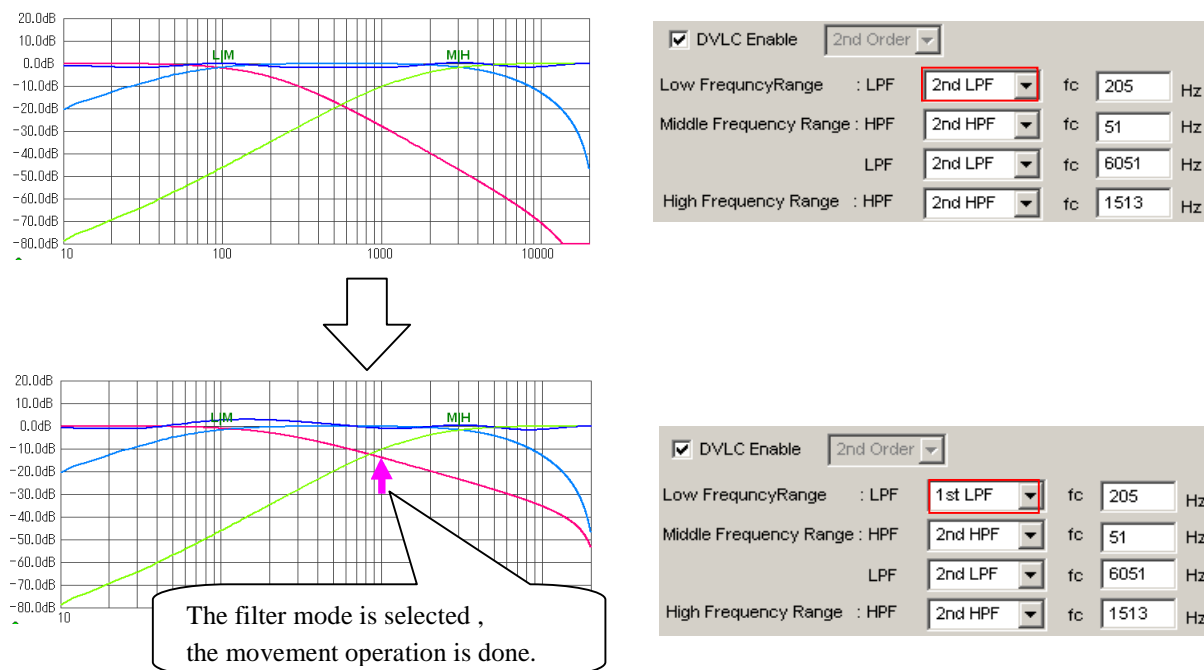 20.0dB
10.0dB
0.0dB
-10.0dB
-20.0dB
-30.0dB
-40.0dB
-50.0dB
-60.0dB
-70.0dB
-80.0dB
L|M
M|H
10
100
1000
10000
DVLC Enable 2nd Order
Low FrequncyRange : LPF 2nd LPF fc 205 Hz
Middle Frequency Range : HPF 2nd HPF fc 51 Hz
LPF 2nd LPF fc 6051 Hz
High Frequency Range : HPF 2nd HPF fc 1513 Hz
20.0dB
10.0dB
0.0dB
-10.0dB
-20.0dB
-30.0dB
-40.0dB
-50.0dB
-60.0dB
-70.0dB
-80.0dB
L|M
M|H
10
The filter mode is selected ,
the movement operation is done.
DVLC Enable 2nd Order
Low FrequncyRange : LPF 1st LPF fc 205 Hz
Middle Frequency Range : HPF 2nd HPF fc 51 Hz
LPF 2nd LPF fc 6051 Hz
High Frequency Range : HPF 2nd HPF fc 1513 Hz